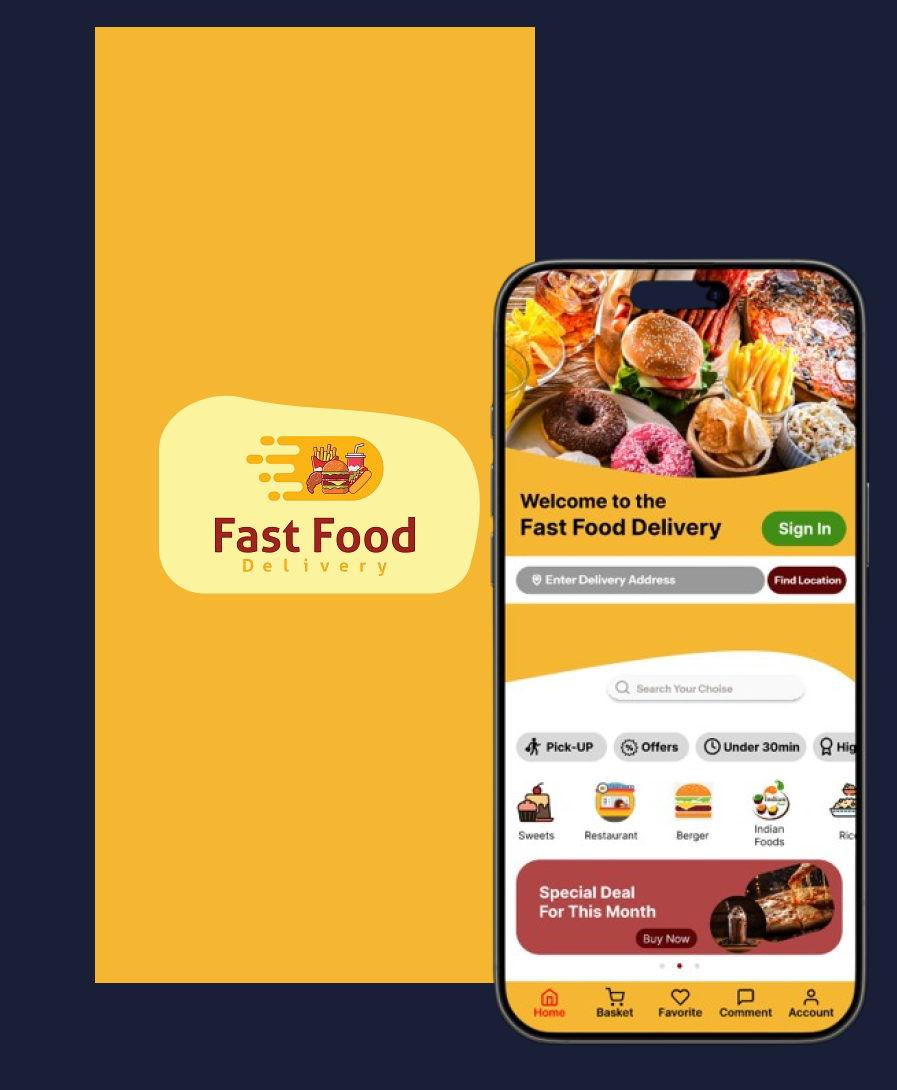 Fast Food
Delivery
Welcome to the
Fast Food Delivery
Sign In
Enter Delivery Address
Find Location
Search Your Choise
Pick-UP
Offers
Under 30min
Hig
Sweets
Restaurant
Berger
Indian
Indian
Foods
Ric
Special Deal
For This Month
Buy Now
Home
Basket
Favorite
Comment
Account